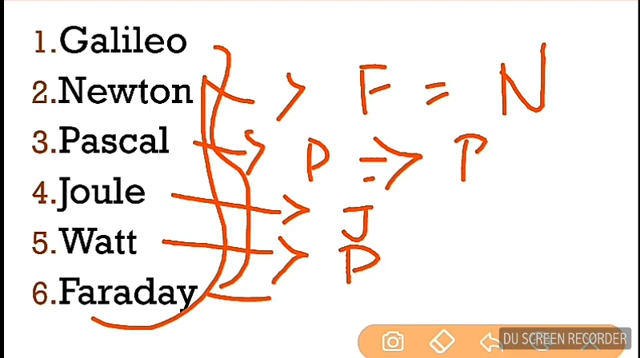 1.Galileo
2.Newton F = N
3.Pascal P ⇒ P
4.Joule J
5.Watt P
6.Faraday
DU SCREEN RECORDER